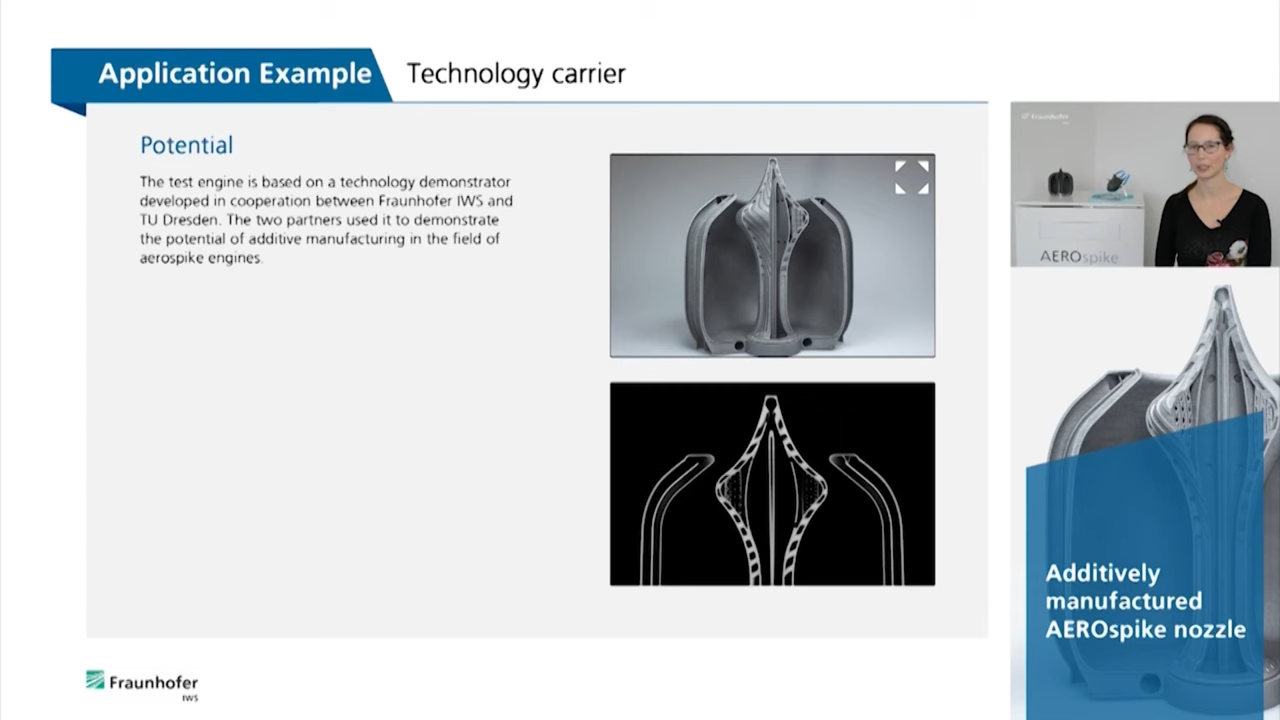 Application Example
Technology carrier
Potential
The test engine is based on a technology demonstrator
developed in cooperation between Fraunhofer IWS and
TU Dresden. The two partners used it to demonstrate
the potential of additive manufacturing in the field of
aerospike engines.
Fraunhofer
AEROspike
Additively
manufactured
AEROspike nozzle
Fraunhofer
IWS